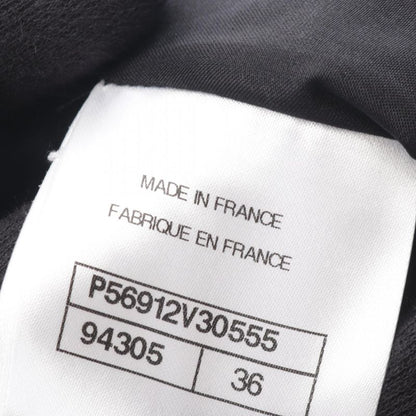 MADE IN FRANCE
FABRIQUE EN FRANCE
P56912V30555
94305 36